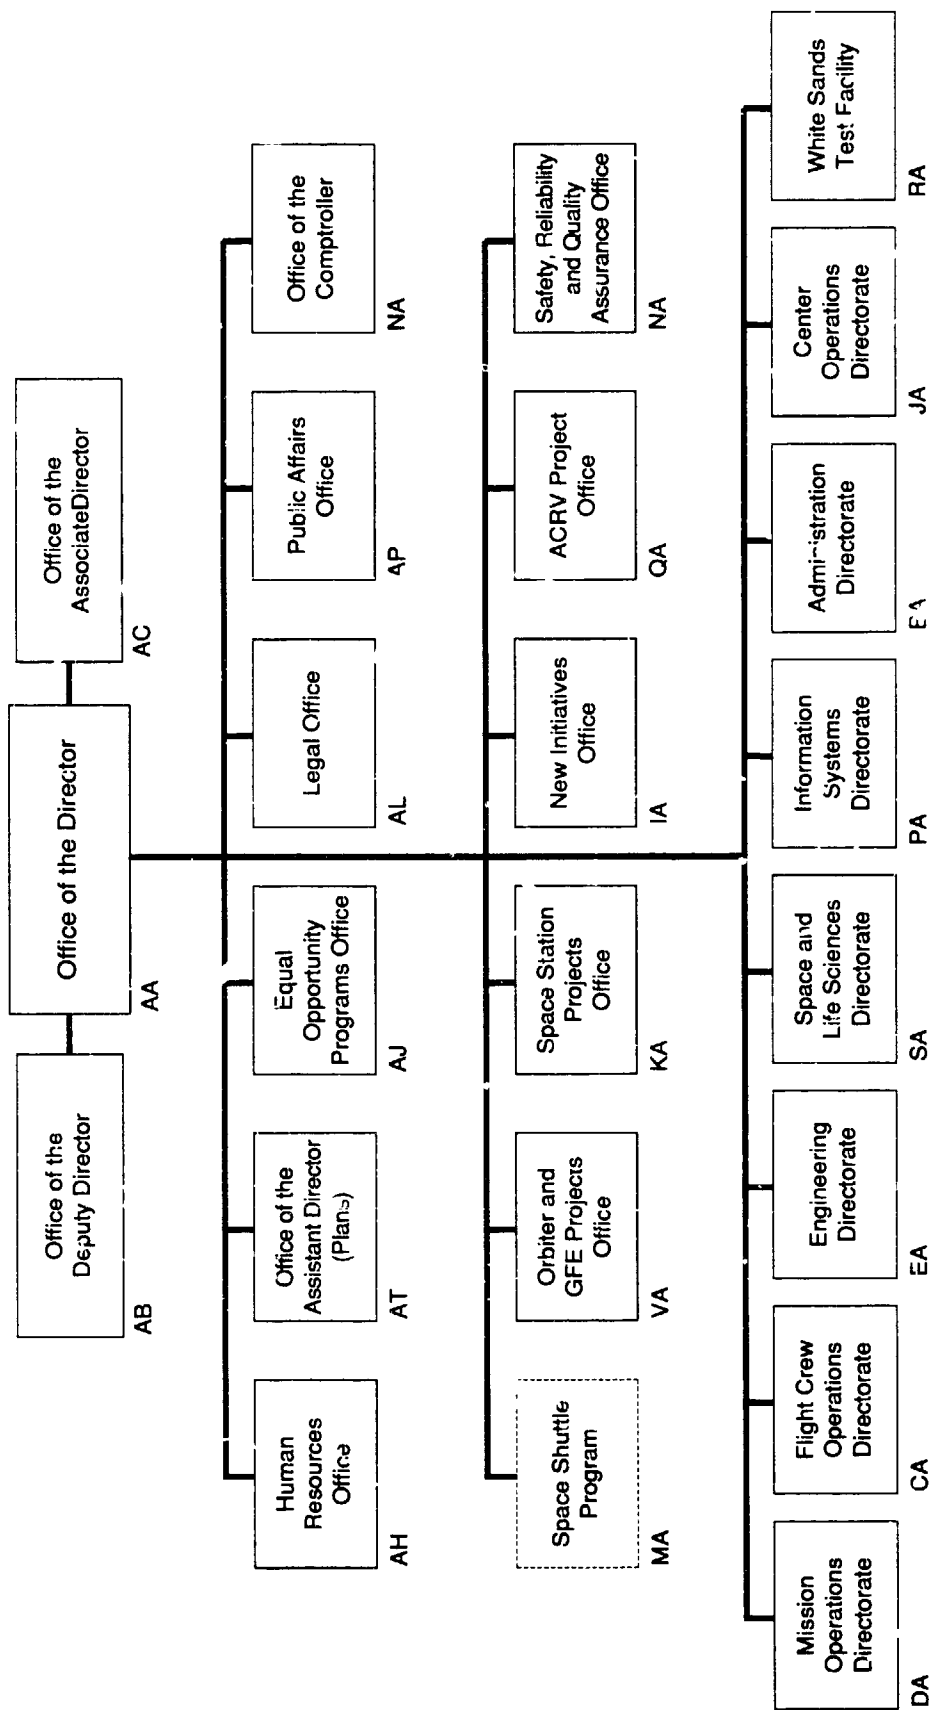 Office of the
Deputy Director
AB
Office of the Director
AA
Office of the
AssociateDirector
AC
Human
Resources
Office
AH
Office of the
Assistant Director
(Plans)
AT
Equal
Opportunity
Programs Office
AJ
Legal Office
AL
Public Affairs
Office
AP
Office of the
Comptroller
NA
Space Shuttle
Program
MA
Orbiter and
GFE Projects
Office
VA
Space Station
Projects
Office
KA
New Initiatives
Office
IA
ACRV Project
Office
QA
Safety, Reliability
and Quality
Assurance Office
NA
Mission
Operations
Directorate
DA
Flight Crew
Operations
Directorate
CA
Engineering
Directorate
EA
Space and
Life Sciences
Directorate
SA
Information
Systems
Directorate
PA
Administration
Directorate
Center
Operations
Directorate
JA
White Sands
Test Facility
RA